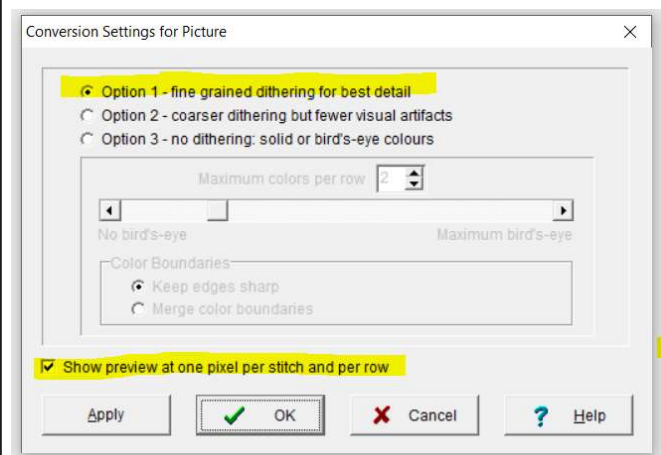 Conversion Settings for Picture
Option 1 - fine grained dithering for best detail
Option 2 - coarser dithering but fewer visual artifacts
Option 3 - no dithering: solid or bird's-eye colours
Maximum colors per row 2
No bird's-eye Maximum bird's-eye
Color Boundaries
Keep edges sharp
Merge color boundaries
Show preview at one pixel per stitch and per row
Apply OK Cancel ? Help